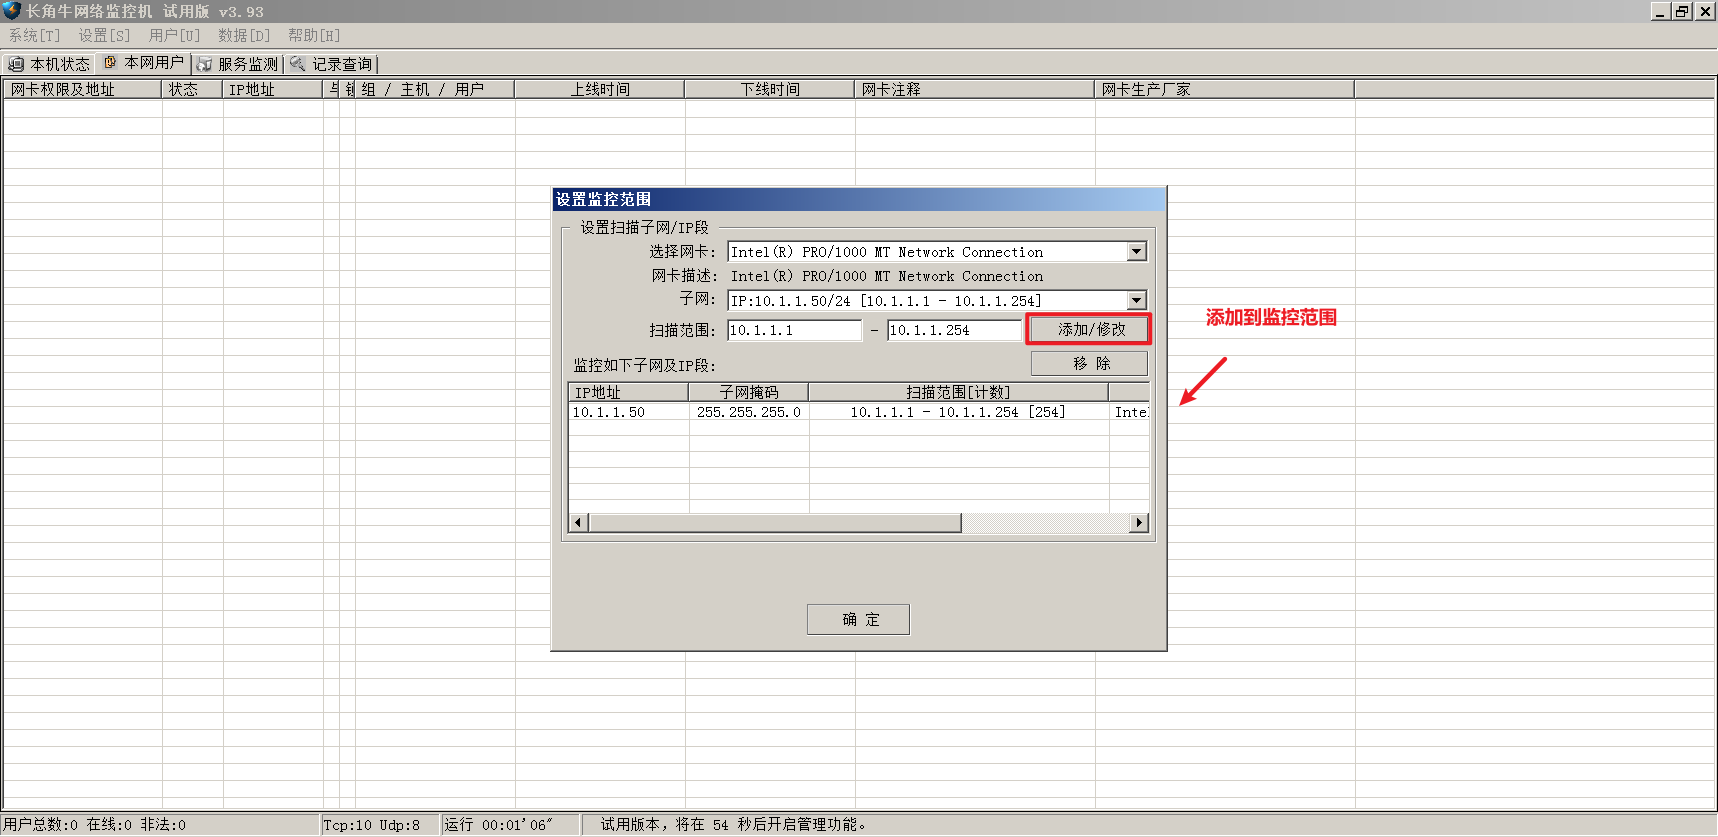 长角牛网络监控机 试用版 v3.93
系统[T] 设置[S] 用户[U] 数据[D] 帮助[H]
本机状态 本网用户 服务监测 记录查询
网卡权限及地址 状态 IP地址 组 / 主机 / 用户 上线时间 下线时间 网卡注释 网卡生产厂家
设置监控范围
设置扫描子网/IP段
选择网卡: Intel(R) PRO/1000 MT Network Connection
网卡描述: Intel(R) PRO/1000 MT Network Connection
子网: IP:10.1.1.50/24 [10.1.1.1 - 10.1.1.254]
扫描范围: 10.1.1.1 - 10.1.1.254 添加/修改
添加到监控范围
监控如下子网及IP段: 移 除
IP地址 子网掩码 扫描范围[计数]
10.1.1.50 255.255.255.0 10.1.1.1 - 10.1.1.254 [254] Inte
确 定
用户总数:0 在线:0 非法:0 Tcp:10 Udp:8 运行 00:01'06" 试用版本，将在 54 秒后开启管理功能。